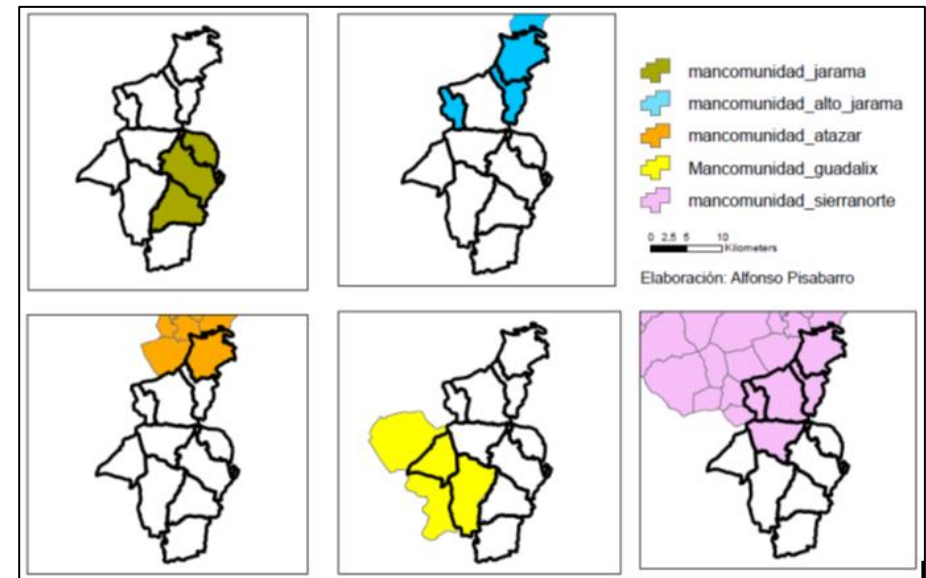 mancomunidad_jarama
mancomunidad_alto_jarama
mancomunidad_atazar
Mancomunidad_guadalix
mancomunidad_sierranorte
0 2,5 5 10
Kilometers
Elaboración: Alfonso Pisabarro